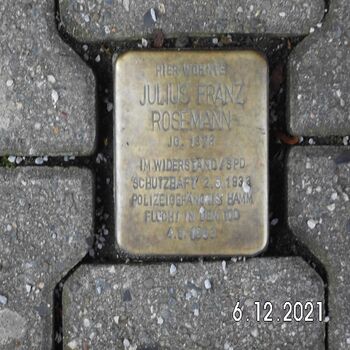 HIER WOHNTE
JULIUS FRANZ
ROSEMANN
JG. 1878
IM WIDERSTAND/SPD
SCHUTZHAFT 2.5.1933
POLIZEIGEFÄNGNIS HAMM
FLUCHT IN DEN TOD
4.5.1933
6.12.2021